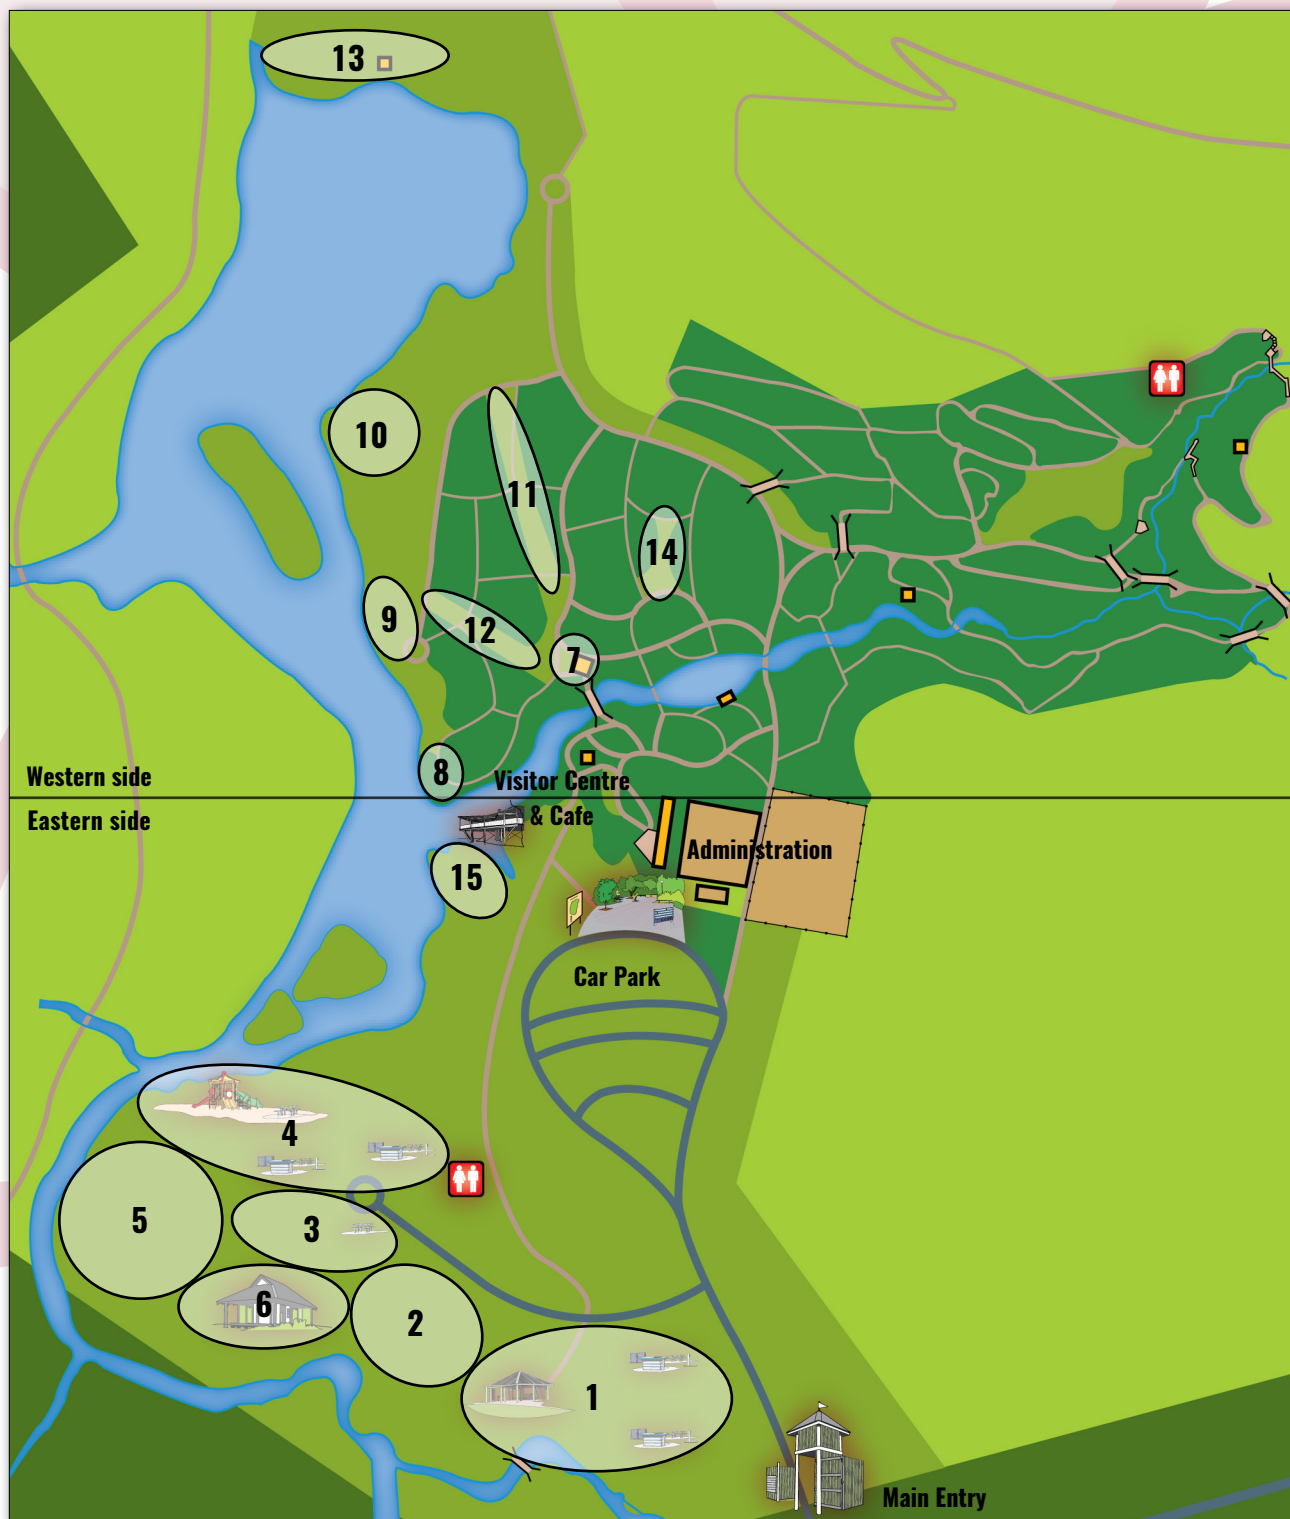 13
10
11
14
9
12
7
8
Western side
Visitor Centre
& Cafe
Eastern side
Administration
15
Car Park
4
5
3
6
2
1
Main Entry